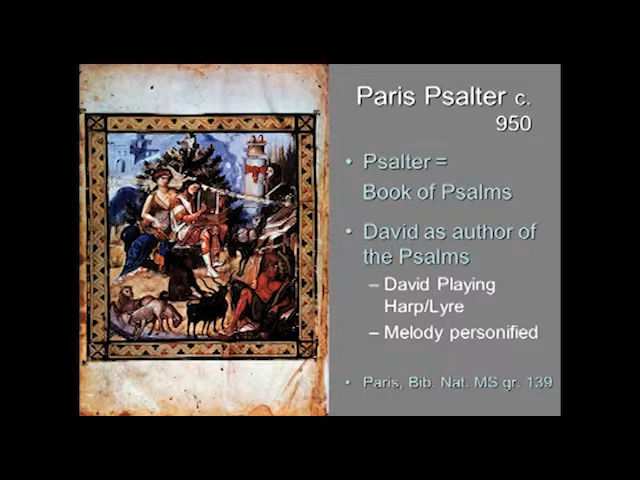 Paris Psalter c.
950
• Psalter =
Book of Psalms
• David as author of
the Psalms
– David Playing
Harp/Lyre
– Melody personified
• Paris, Bib. Nat. MS gr. 139